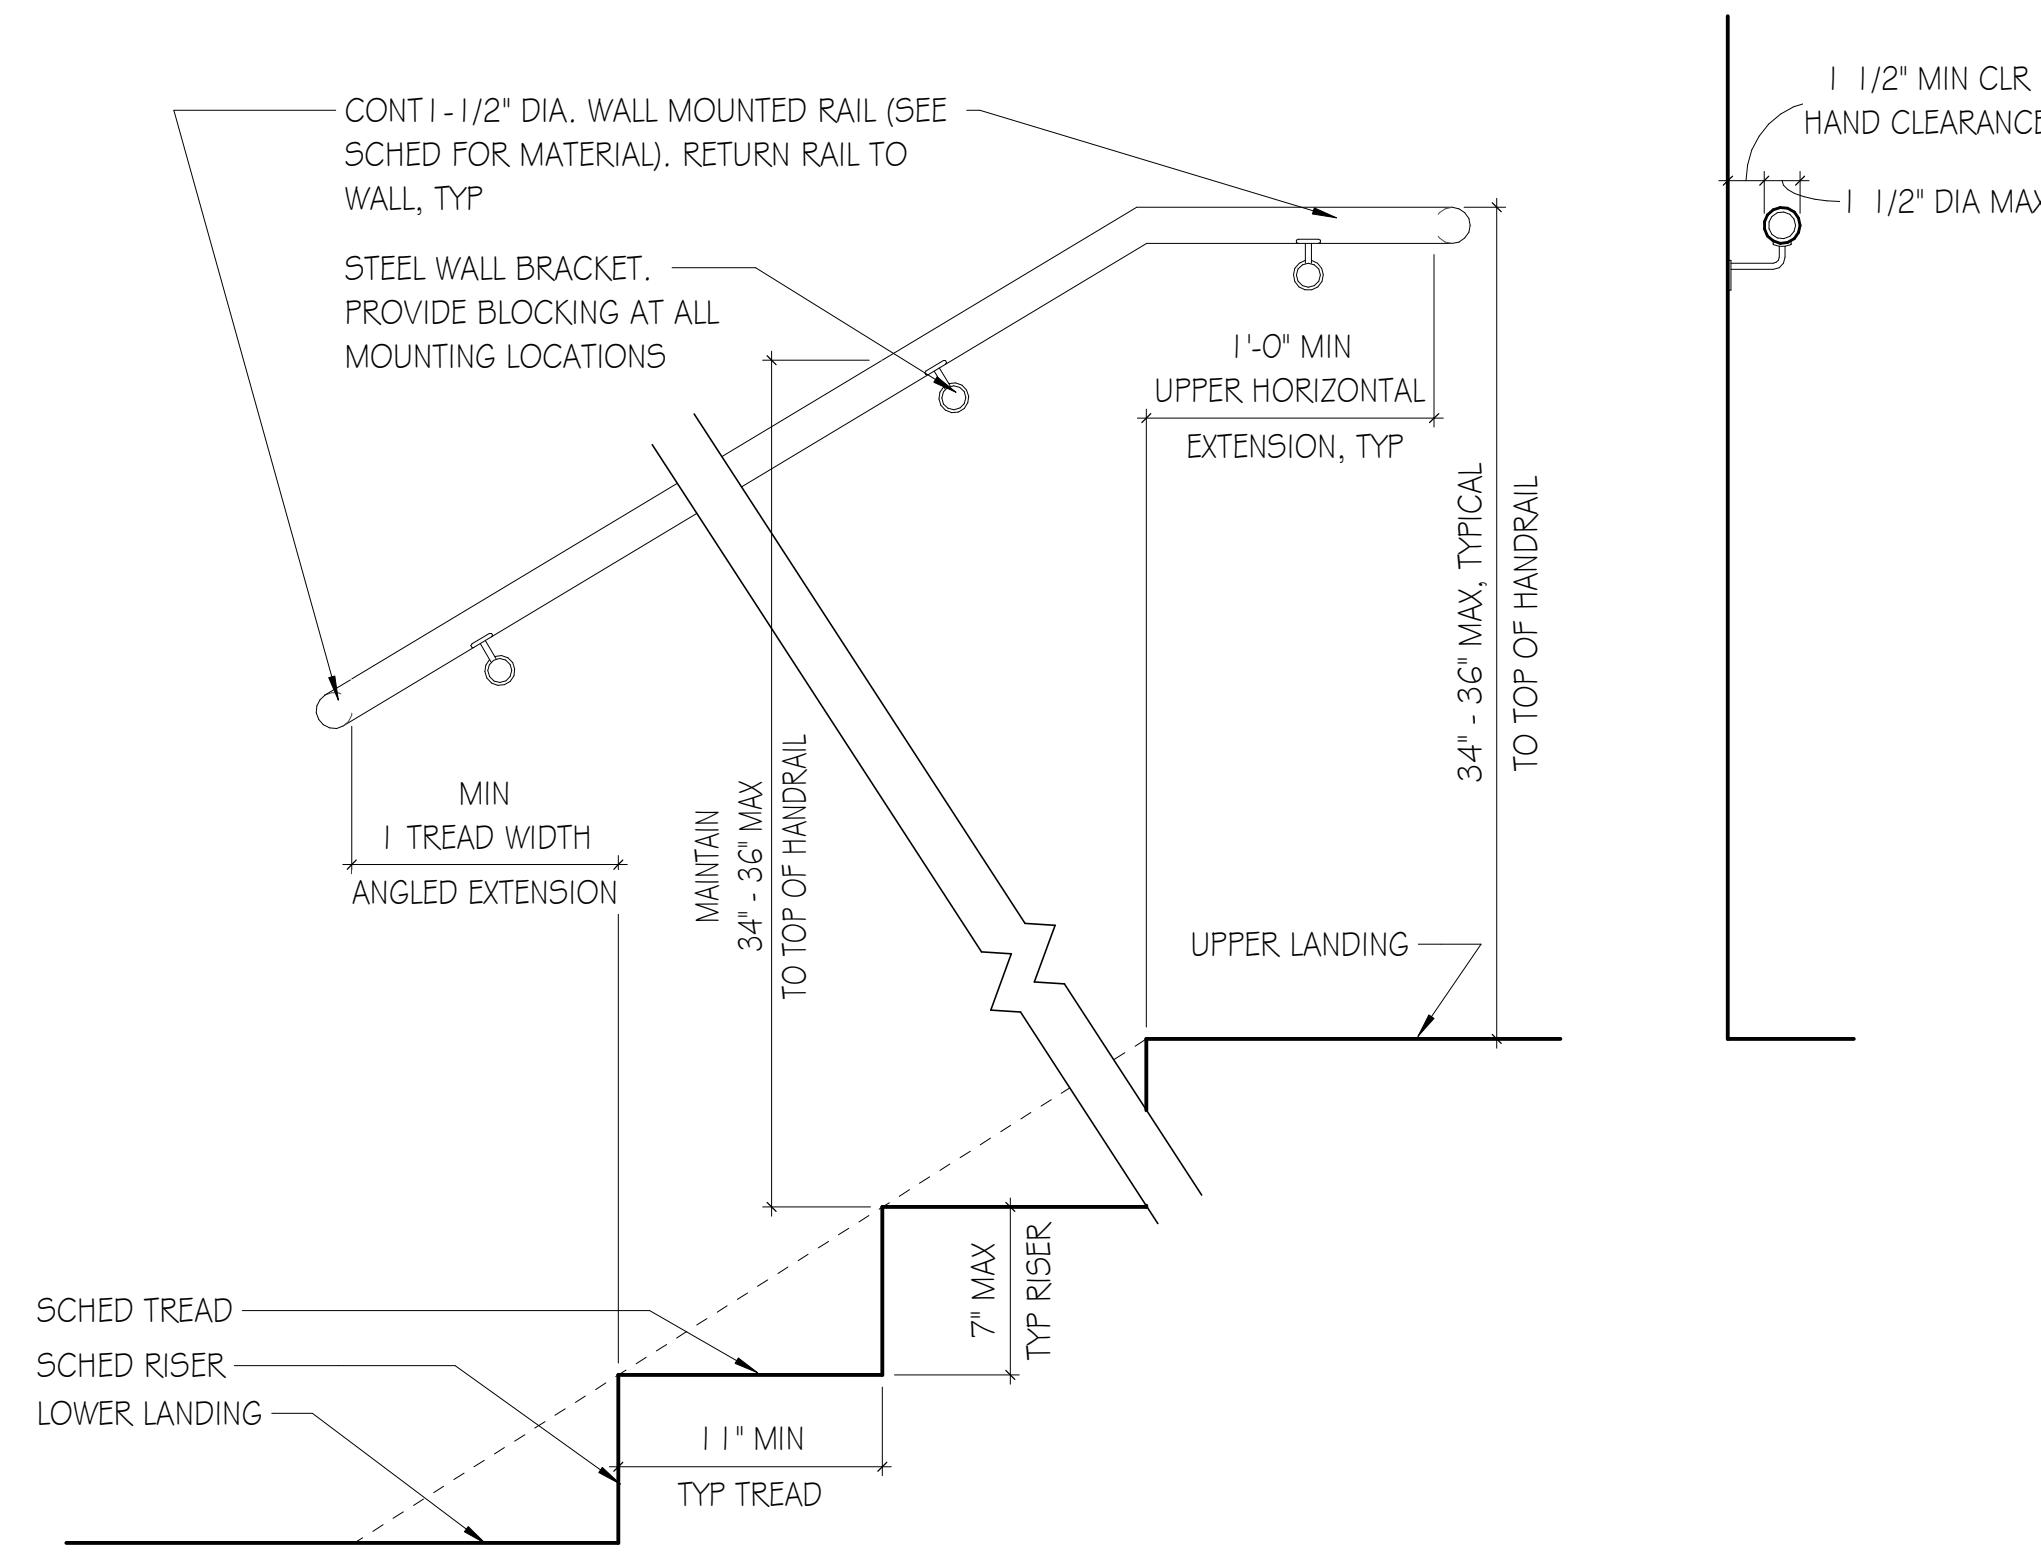 CONT 1-1/2" DIA. WALL MOUNTED RAIL (SEE
SCHED FOR MATERIAL). RETURN RAIL TO
WALL, TYP
STEEL WALL BRACKET.
PROVIDE BLOCKING AT ALL
MOUNTING LOCATIONS
1 1/2" MIN CLR
HAND CLEARANCE
1 1/2" DIA MAX
1'-0" MIN
UPPER HORIZONTAL
EXTENSION, TYP
34" - 36" MAX, TYPICAL
TO TOP OF HANDRAIL
MIN
1 TREAD WIDTH
ANGLED EXTENSION
MAINTAIN
34" - 36" MAX
TO TOP OF HANDRAIL
UPPER LANDING
7" MAX
TYP RISER
SCHED TREAD
SCHED RISER
LOWER LANDING
11" MIN
TYP TREAD